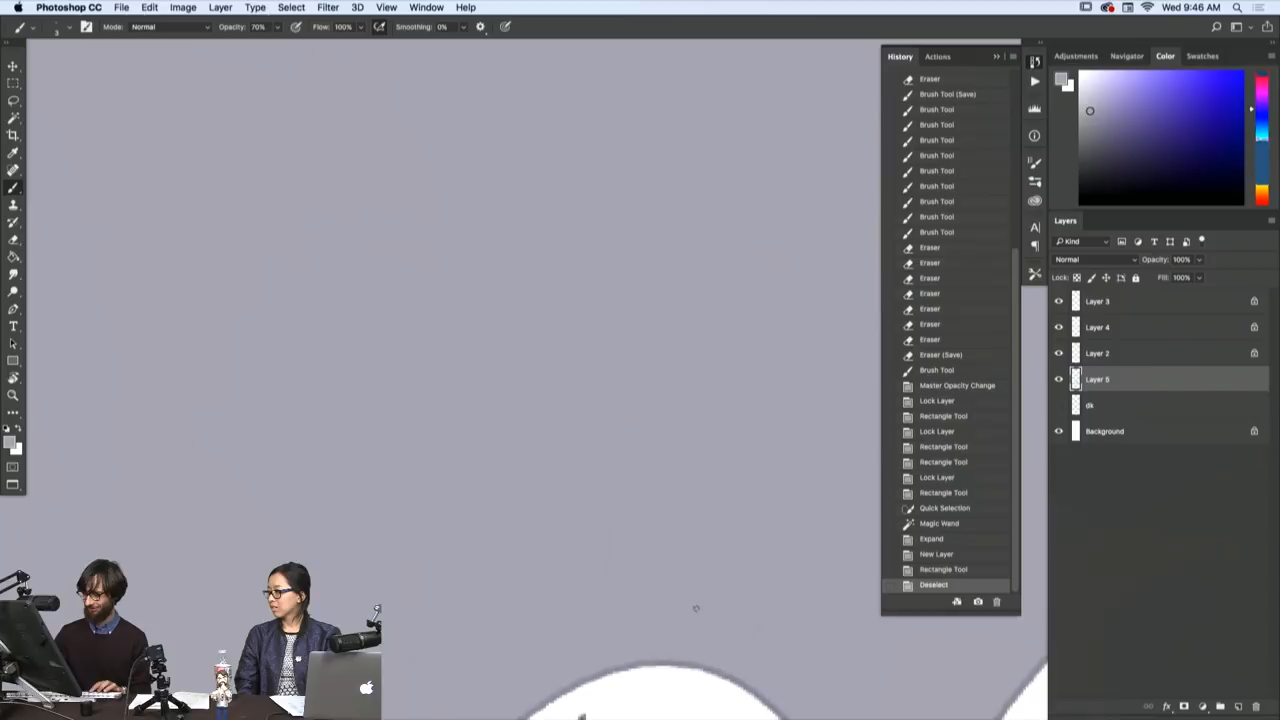 Photoshop CC File Edit Image Layer Type Select Filter 3D View Window Help Wed 9:46 AM
3 Mode: Normal Opacity: 70% Flow: 100% Smoothing: 0%
History Actions
Eraser
Brush Tool (Save)
Brush Tool
Brush Tool
Brush Tool
Brush Tool
Brush Tool
Brush Tool
Brush Tool
Brush Tool
Brush Tool
Eraser
Eraser
Eraser
Eraser
Eraser
Eraser
Eraser
Eraser (Save)
Brush Tool
Master Opacity Change
Lock Layer
Rectangle Tool
Lock Layer
Rectangle Tool
Rectangle Tool
Lock Layer
Rectangle Tool
Quick Selection
Magic Wand
Expand
New Layer
Rectangle Tool
Deselect
Adjustments Navigator Color Swatches
Layers
Kind
Normal Opacity: 100%
Lock: Fill: 100%
Layer 3
Layer 4
Layer 2
Layer 5
dk
Background